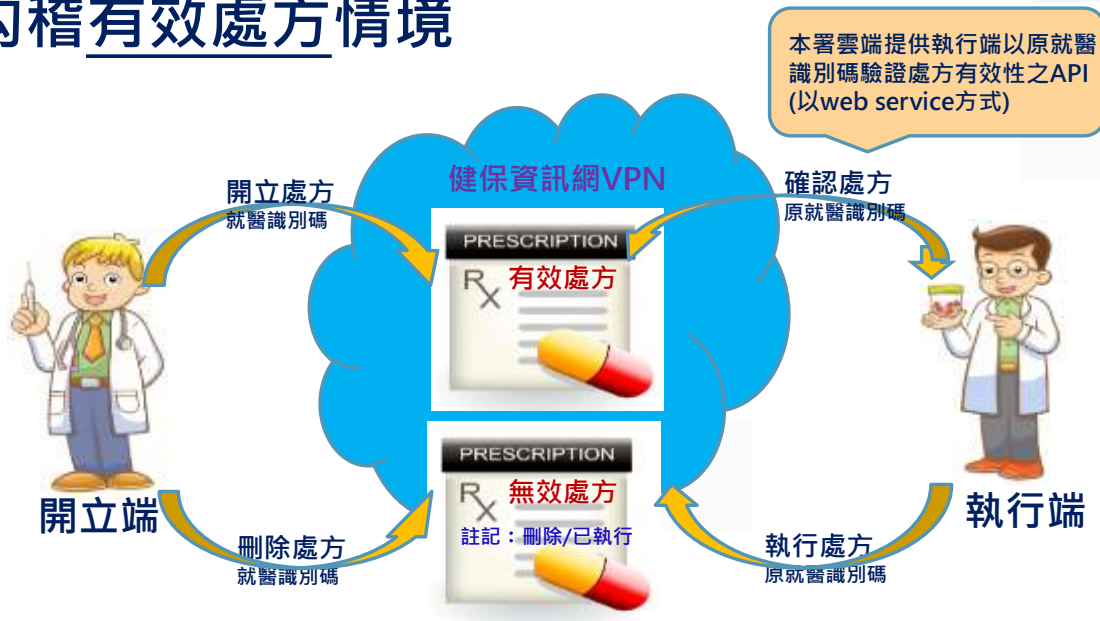 稽有效處方情境
本署雲端提供執行端以原就醫
識別碼驗證處方有效性之API
(以web service方式)
健保資訊網VPN
開立處方
就醫識別碼
確認處方
原就醫識別碼
PRESCRIPTION
Rx 有效處方
PRESCRIPTION
Rx 無效處方
註記：刪除/已執行
開立端
執行端
刪除處方
就醫識別碼
執行處方
原就醫識別碼